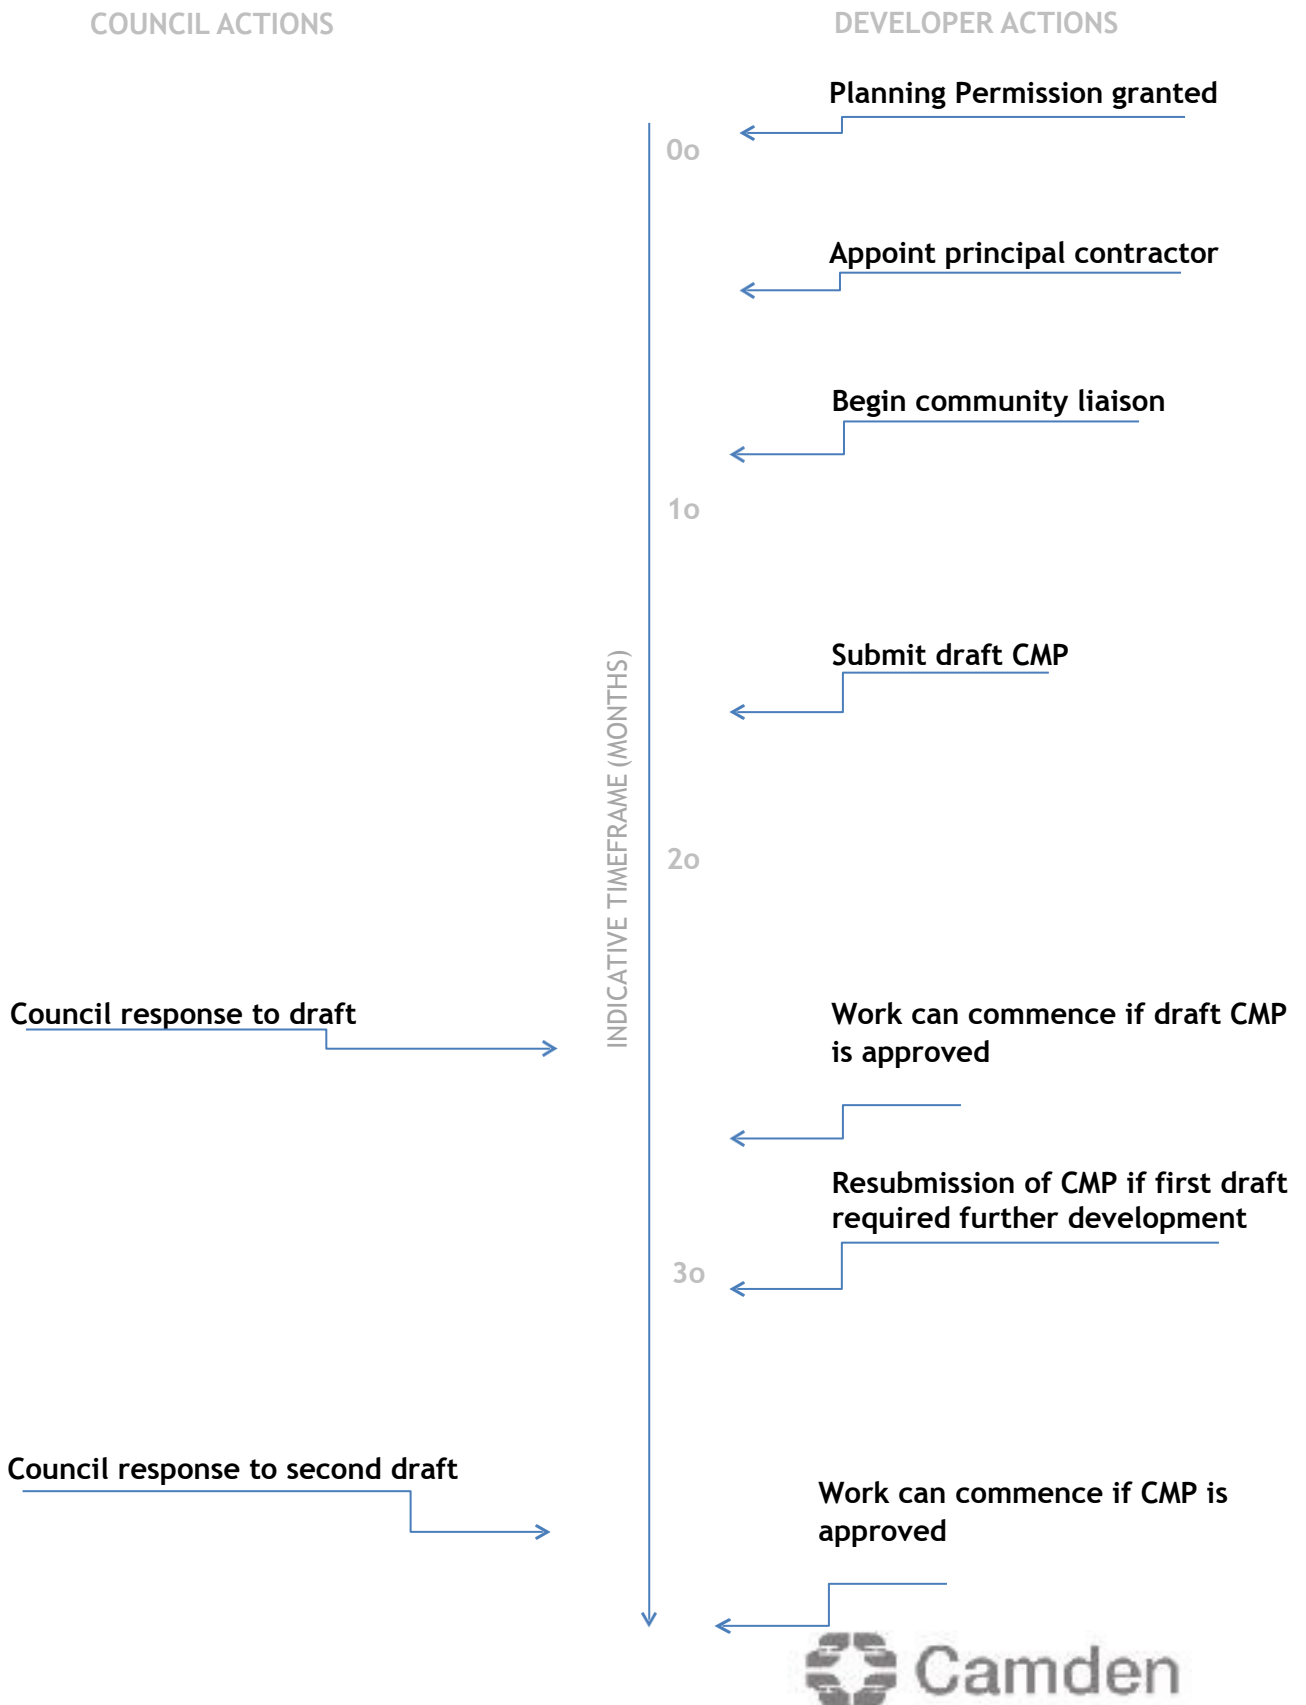 COUNCIL ACTIONS
DEVELOPER ACTIONS
Planning Permission granted
0o
Appoint principal contractor
Begin community liaison
1o
Submit draft CMP
INDICATIVE TIMEFRAME (MONTHS)
2o
Council response to draft
Work can commence if draft CMP
is approved
Resubmission of CMP if first draft
required further development
3o
Council response to second draft
Work can commence if CMP is
approved
Camden